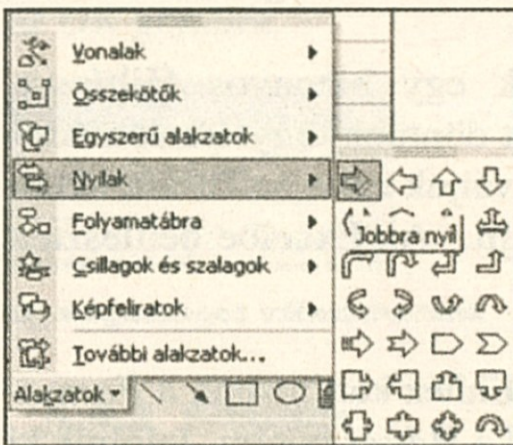 Vonalak
Összekötők
Egyszerű alakzatok
Nyilak
Folyamatábra
Csillagok és szalagok
Képfeliratok
További alakzatok...
Alakzatok
Jobbra nyíl